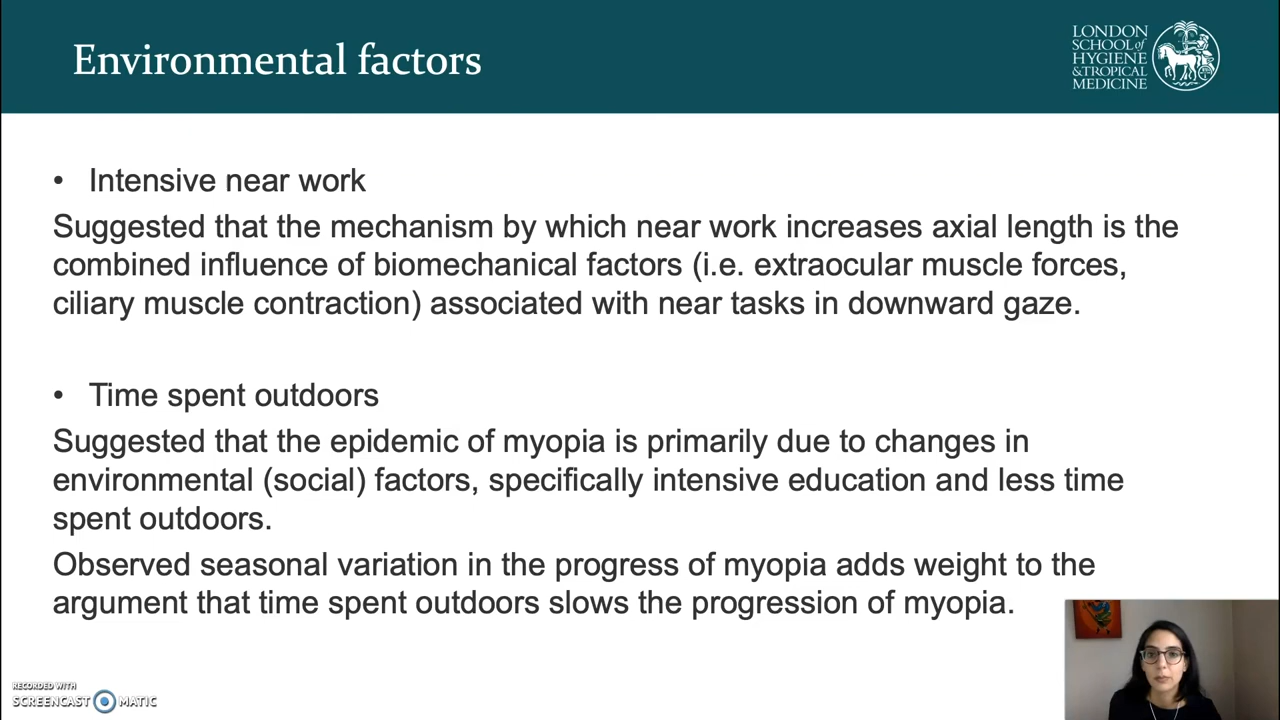 Environmental factors
LONDON
SCHOOL of
HYGIENE
& TROPICAL
MEDICINE
• Intensive near work
Suggested that the mechanism by which near work increases axial length is the
combined influence of biomechanical factors (i.e. extraocular muscle forces,
ciliary muscle contraction) associated with near tasks in downward gaze.
• Time spent outdoors
Suggested that the epidemic of myopia is primarily due to changes in
environmental (social) factors, specifically intensive education and less time
spent outdoors.
Observed seasonal variation in the progress of myopia adds weight to the
argument that time spent outdoors slows the progression of myopia.
RECORDED WITH
SCREENCAST MATIC